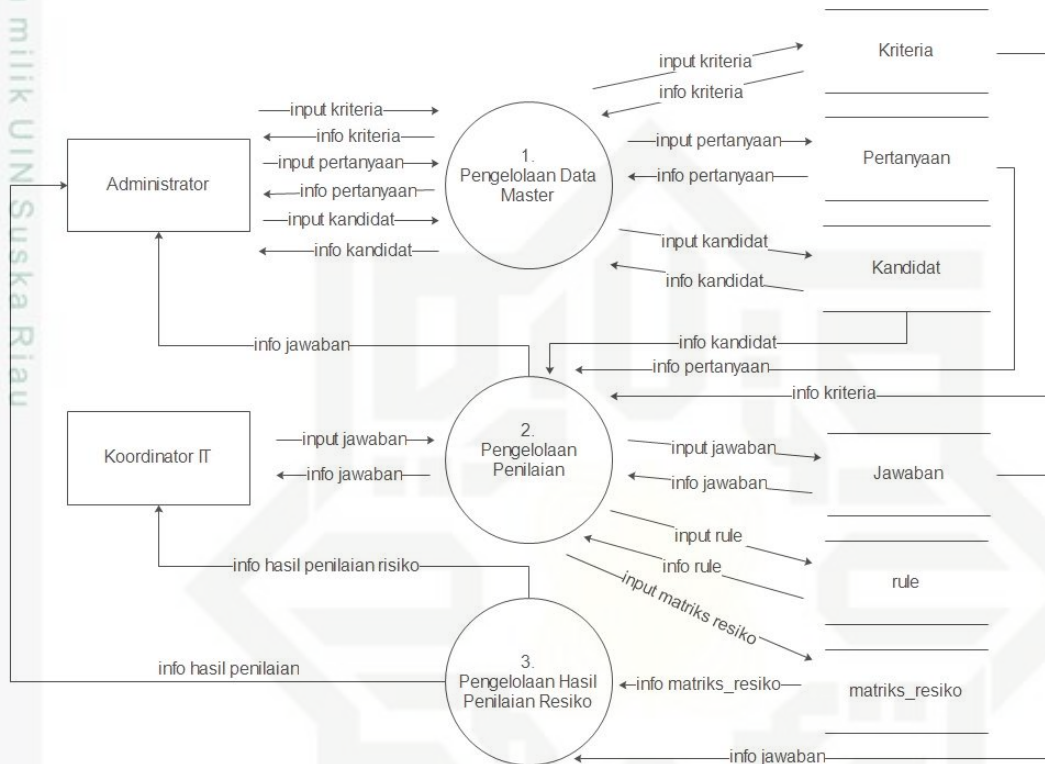 milik UIN Suska Riau
Kriteria
input kriteria
info kriteria
input kriteria
info kriteria
input pertanyaan
info pertanyaan
input kandidat
info kandidat
Administrator
1.
Pengelolaan Data
Master
input pertanyaan
info pertanyaan
Pertanyaan
input kandidat
info kandidat
Kandidat
info kandidat
info jawaban
info pertanyaan
info kriteria
Koordinator IT
input jawaban
info jawaban
2.
Pengelolaan
Penilaian
input jawaban
info jawaban
Jawaban
input rule
info rule
rule
input matriks resiko
info hasil penilaian risiko
info hasil penilaian
3.
Pengelolaan Hasil
Penilaian Resiko
info matriks_resiko
matriks_resiko
info jawaban